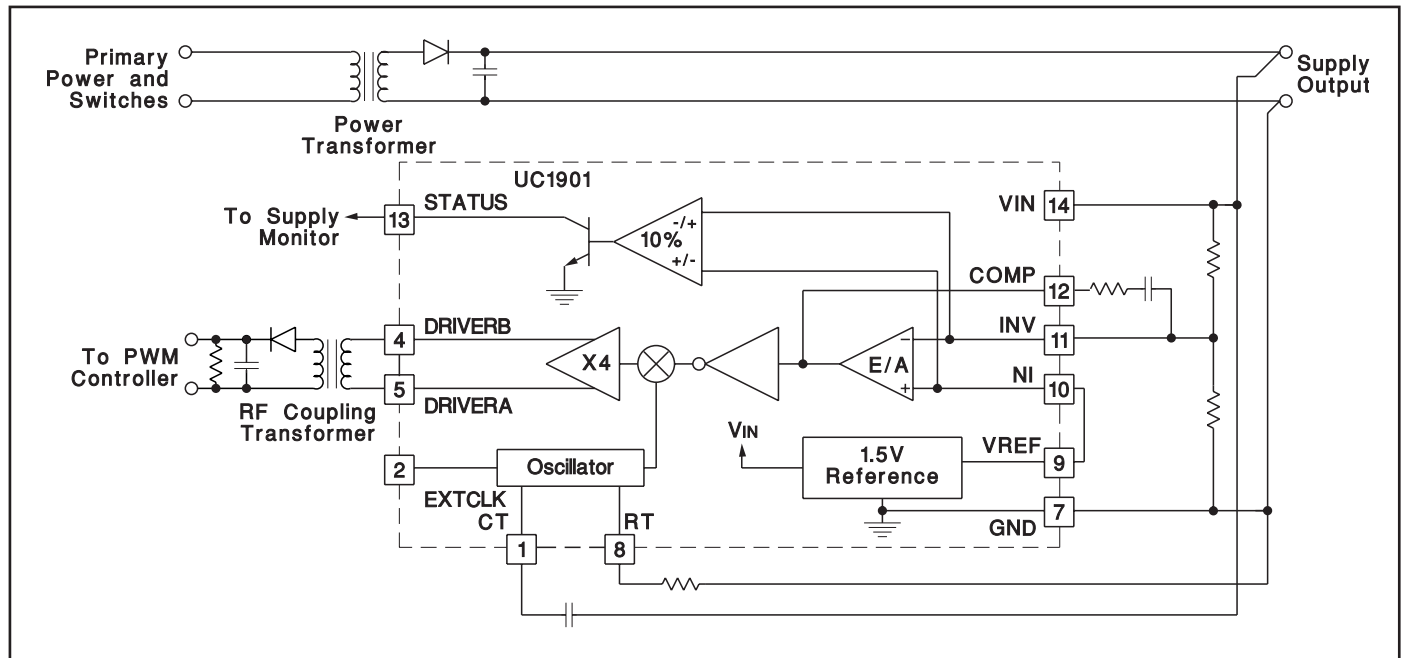 Primary
Power and
Switches
Power
Transformer
Supply
Output
UC1901
To Supply
Monitor
13
STATUS
-/+
10%
+/-
VIN
14
COMP
12
INV
11
NI
10
VREF
9
GND
7
To PWM
Controller
RF Coupling
Transformer
4
DRIVERB
5
DRIVERA
X4
−
E/A
+
VIN
1.5V
Reference
2
EXTCLK
Oscillator
CT
1
RT
8